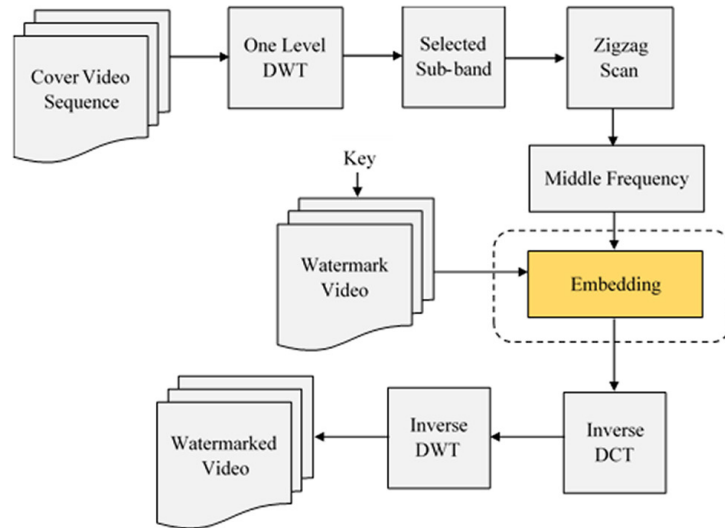 Cover Video
Sequence
One Level
DWT
Selected
Sub-band
Zigzag
Scan
Middle Frequency
Key
Watermark
Video
Embedding
Inverse
DCT
Inverse
DWT
Watermarked
Video